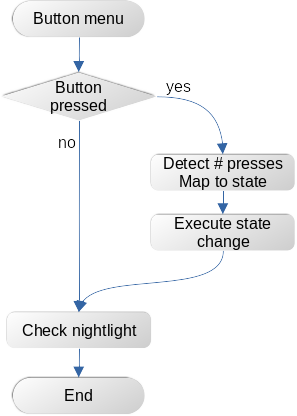 Button menu
Button
pressed
yes
no
Detect # presses
Map to state
Execute state
change
Check nightlight
End